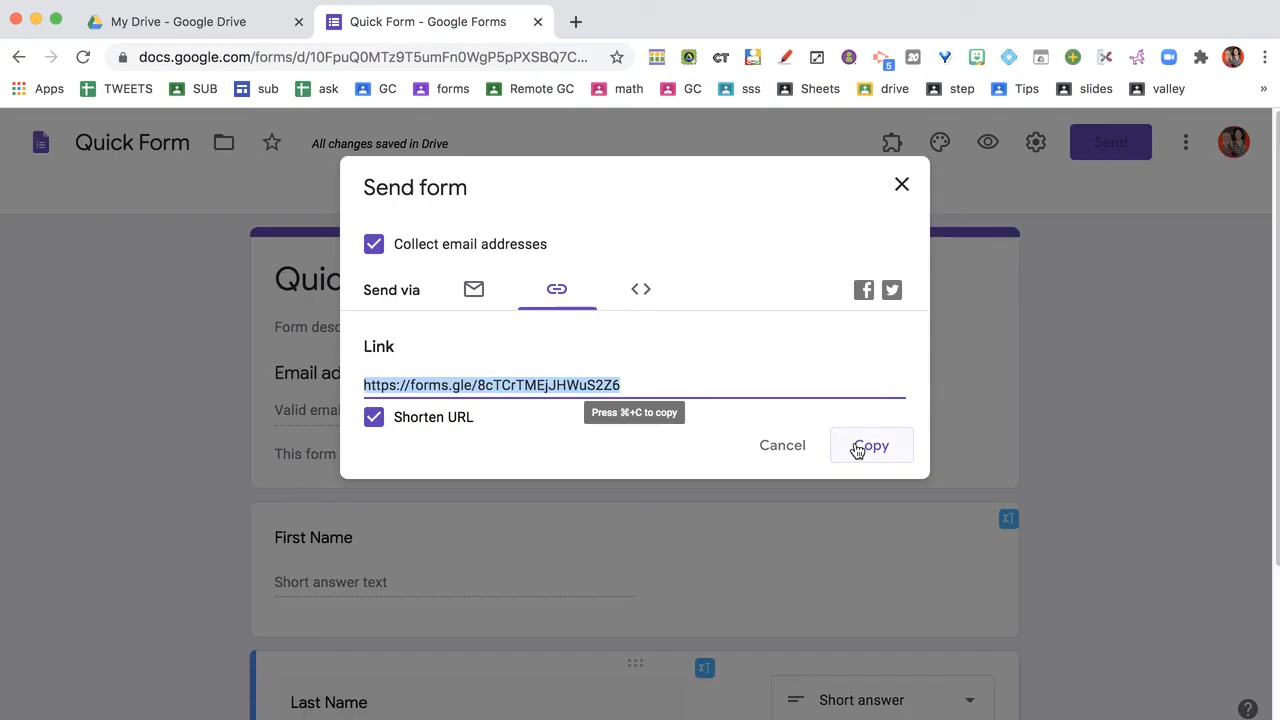 My Drive - Google Drive
Quick Form - Google Forms
docs.google.com/forms/d/10FpuQ0MTz9T5umFn0WgP5pPXSBQ7C...
CT
5
20
Apps
TWEETS
SUB
sub
ask
GC
forms
Remote GC
math
GC
sss
Sheets
drive
step
Tips
slides
valley
»
Quick Form
All changes saved in Drive
Send
Send form
Collect email addresses
Send via
Link
https://forms.gle/8cTCrTMEjJHWuS2Z6
Press ⌘+C to copy
Shorten URL
Cancel
Copy
Quic
Form desc
Email ad
Valid emai
This form
First Name
Short answer text
Last Name
Short answer